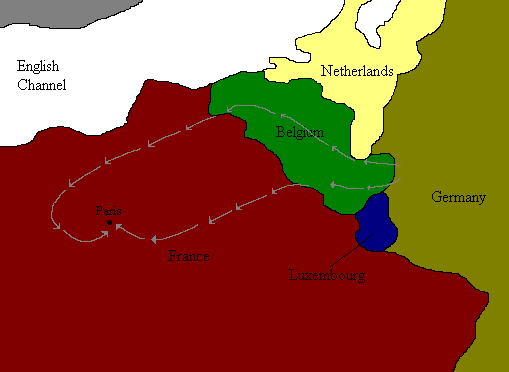 English
Channel
Netherlands
Belgium
Germany
Paris
France
Luxembourg